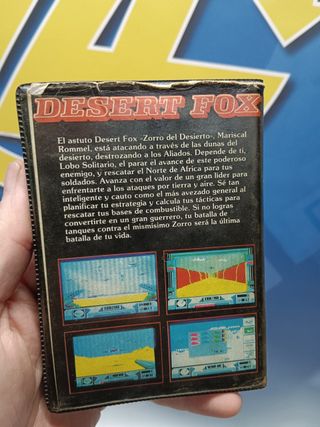 DESERT FOX
El astuto Desert Fox -Zorro del Desierto-, Mariscal
Rommel, está atacando a través de las dunas del
desierto, destrozando a los Aliados. Depende de ti,
Lobo Solitario, el parar el avance de este poderoso
enemigo, y rescatar el Norte de Africa para tus
soldados. Avanza con el valor de un gran lider para
enfrentarte a los ataques por tierra y aire. Sé tan
inteligente y cauto como el más avezado general al
planificar tu estrategia y calcula tus tácticas para
rescatar tus bases de combustible. Si no logras
convertirte en un gran guerrero, tu batalla de
tanques contra el mismísimo Zorro será la última
batalla de tu vida.